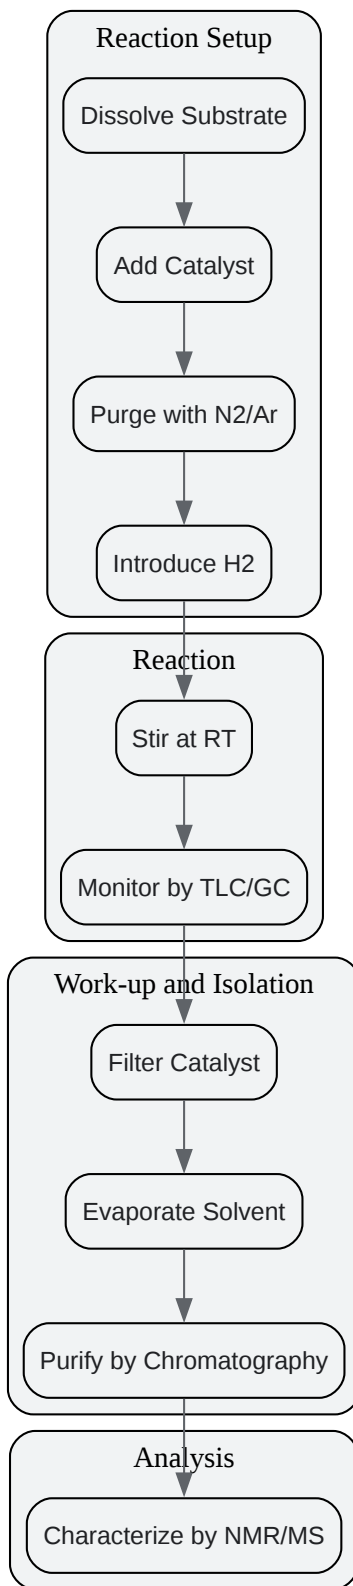 Reaction Setup
Dissolve Substrate
Add Catalyst
Purge with N2/Ar
Introduce H2
Reaction
Stir at RT
Monitor by TLC/GC
Work-up and Isolation
Filter Catalyst
Evaporate Solvent
Purify by Chromatography
Analysis
Characterize by NMR/MS